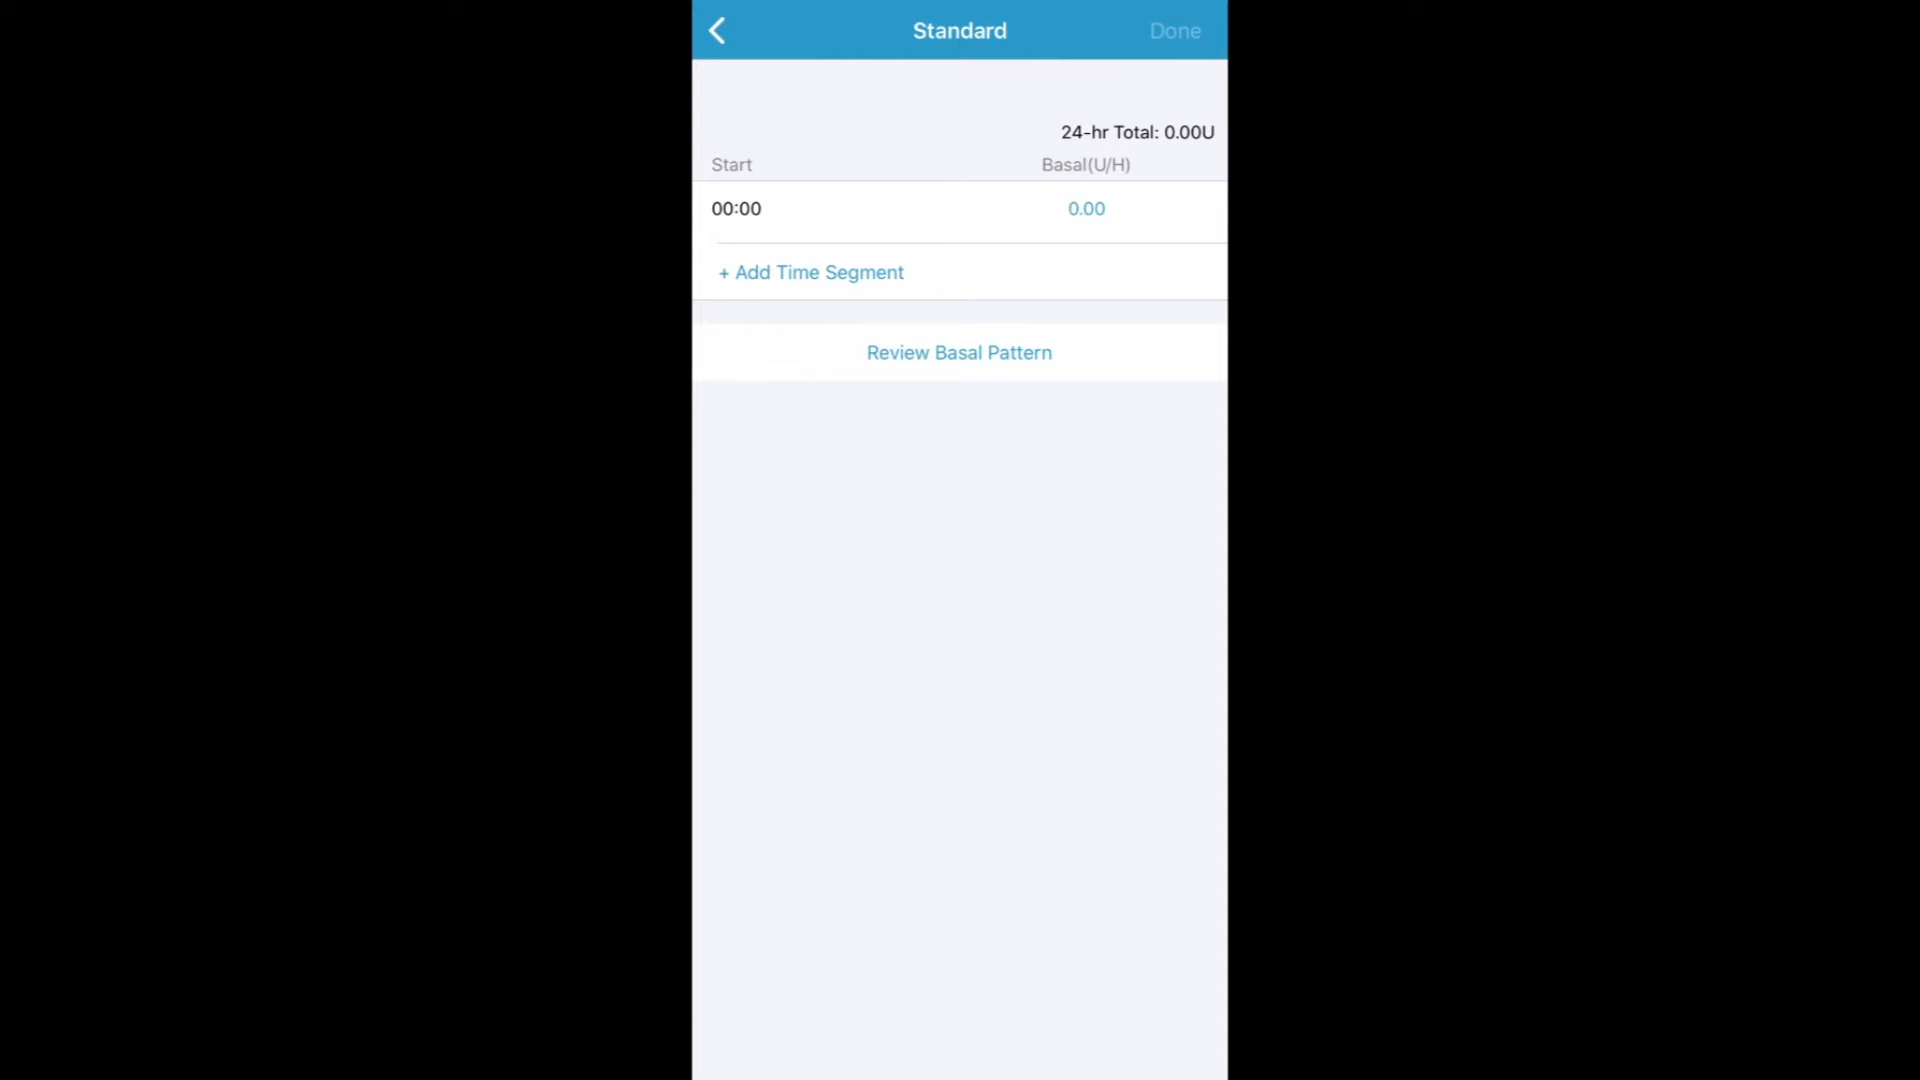 Standard
Done
24-hr Total: 0.00U
Start Basal(U/H)
00:00 0.00
+ Add Time Segment
Review Basal Pattern